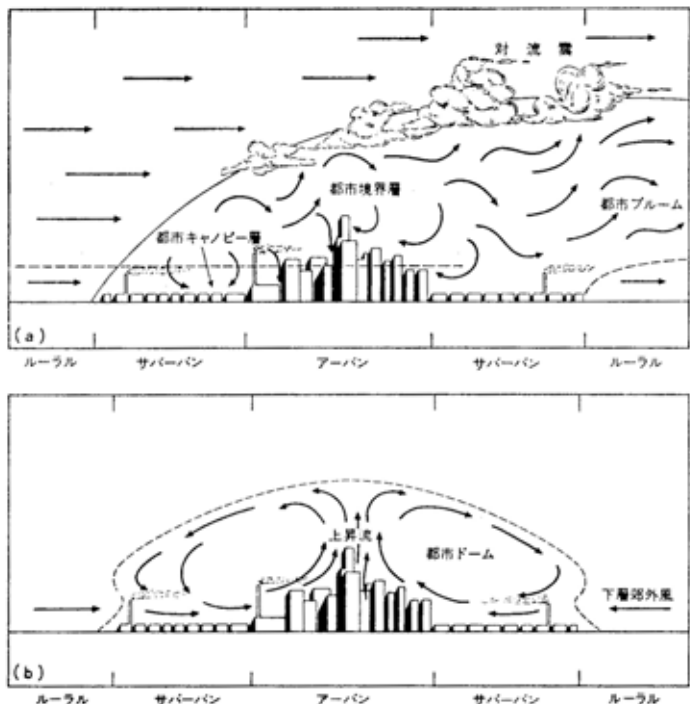 対流雲
都市境界層
都市プルーム
都市キャノピー層
(a)
ルーラル サバーバン アーバン サバーバン ルーラル
上昇流
都市ドーム
下層郊外風
(b)
ルーラル サバーバン アーバン サバーバン ルーラル